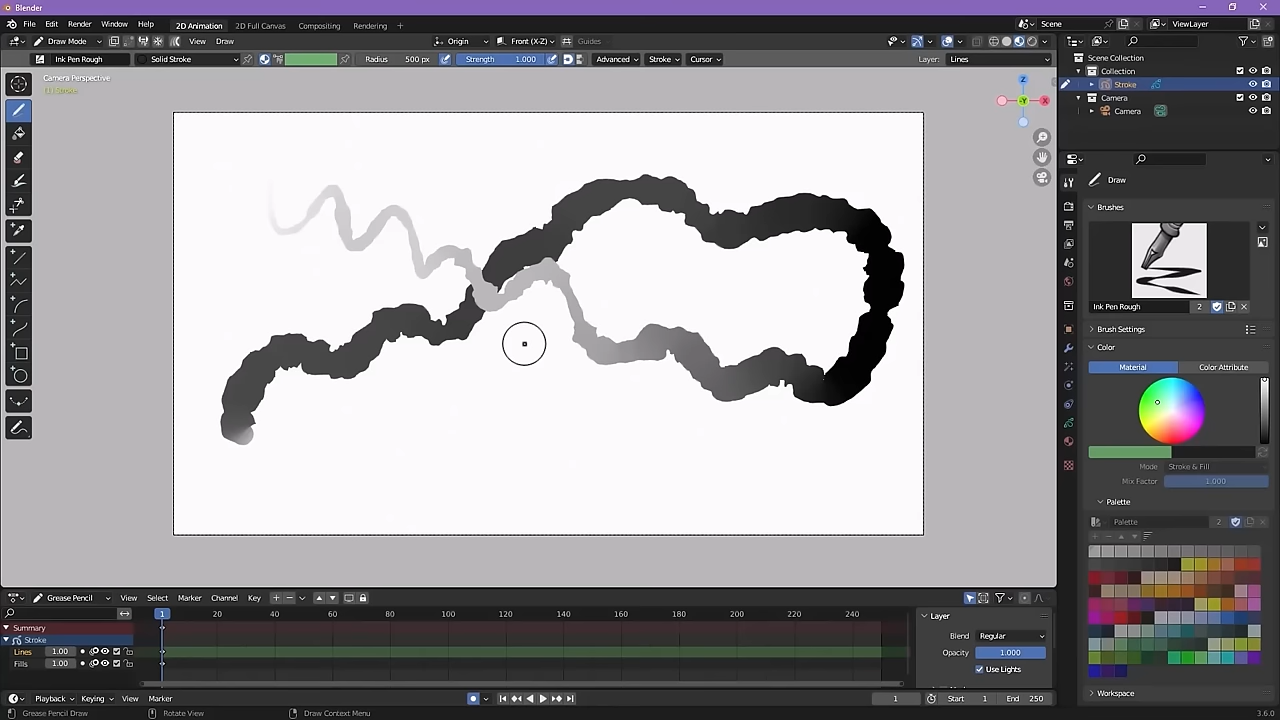 Blender
File Edit Render Window Help 2D Animation 2D Full Canvas Compositing Rendering + Scene ViewLayer
Draw Mode View Draw Origin Front (X-Z) Guides
Ink Pen Rough Solid Stroke Radius 500 px Strength 1.000 Advanced Stroke Cursor Layer: Lines
Camera Perspective
(1) Stroke
Z
-Y X
Scene Collection
Collection
Stroke
Camera
Camera
Draw
Brushes
Ink Pen Rough 2
Brush Settings
Color
Material Color Attribute
Mode Stroke & Fill
Mix Factor 1.000
Palette
Palette 2
Workspace
Grease Pencil View Select Marker Channel Key
1 20 40 60 80 100 120 140 160 180 200 220 240
Summary
Stroke
Lines 1.00
Fills 1.00
Layer
Blend Regular
Opacity 1.000
Use Lights
Playback Keying View Marker 1 Start 1 End 250
Grease Pencil Draw Rotate View Draw Context Menu 3.6.0